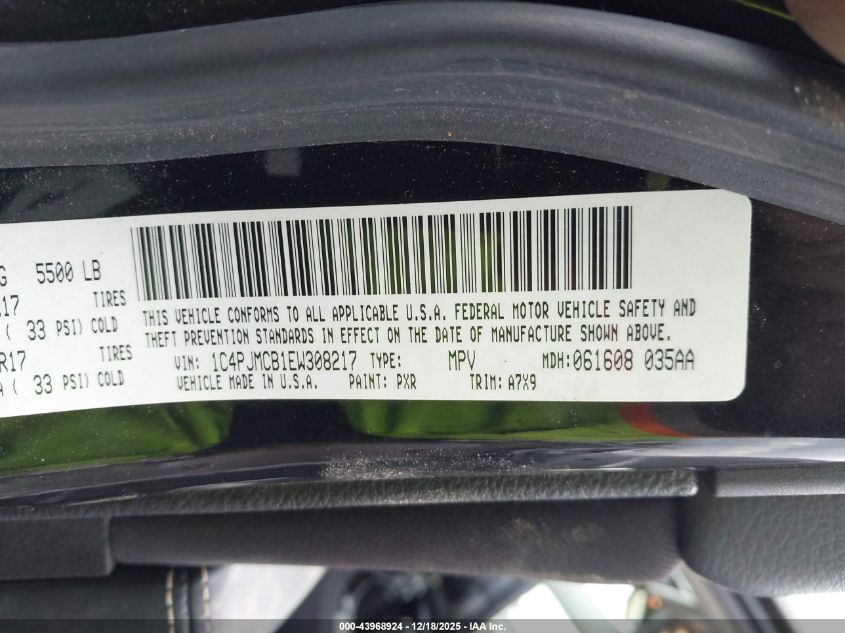 G 5500 LB
R17 TIRES
( 33 PSI) COLD
R17 TIRES
A ( 33 PSI) COLD
THIS VEHICLE CONFORMS TO ALL APPLICABLE U.S.A. FEDERAL MOTOR VEHICLE SAFETY AND
THEFT PREVENTION STANDARDS IN EFFECT ON THE DATE OF MANUFACTURE SHOWN ABOVE.
VIN: 1C4PJMCB1EW308217 TYPE: MPV MDH:061608 035AA
VEHICLE MADE IN U.S.A. PAINT: PXR TRIM: A7X9
000-43968924 | 12/18/2025 | IAA Inc.